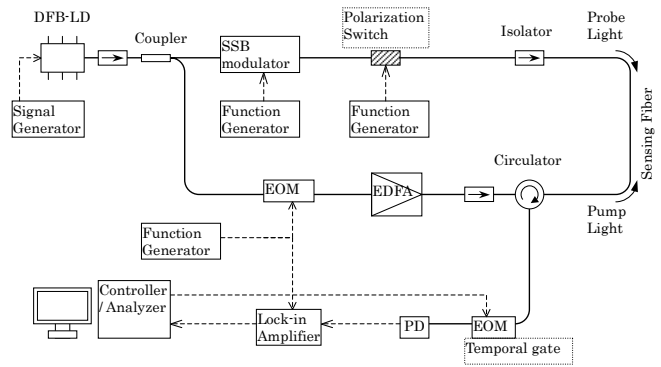 DFB-LD
Coupler
SSB
modulator
Polarization
Switch
Isolator
Probe
Light
Signal
Generator
Function
Generator
Function
Generator
Sensing Fiber
EOM
EDFA
Circulator
Pump
Light
Function
Generator
Controller
/ Analyzer
Lock-in
Amplifier
PD
EOM
Temporal gate